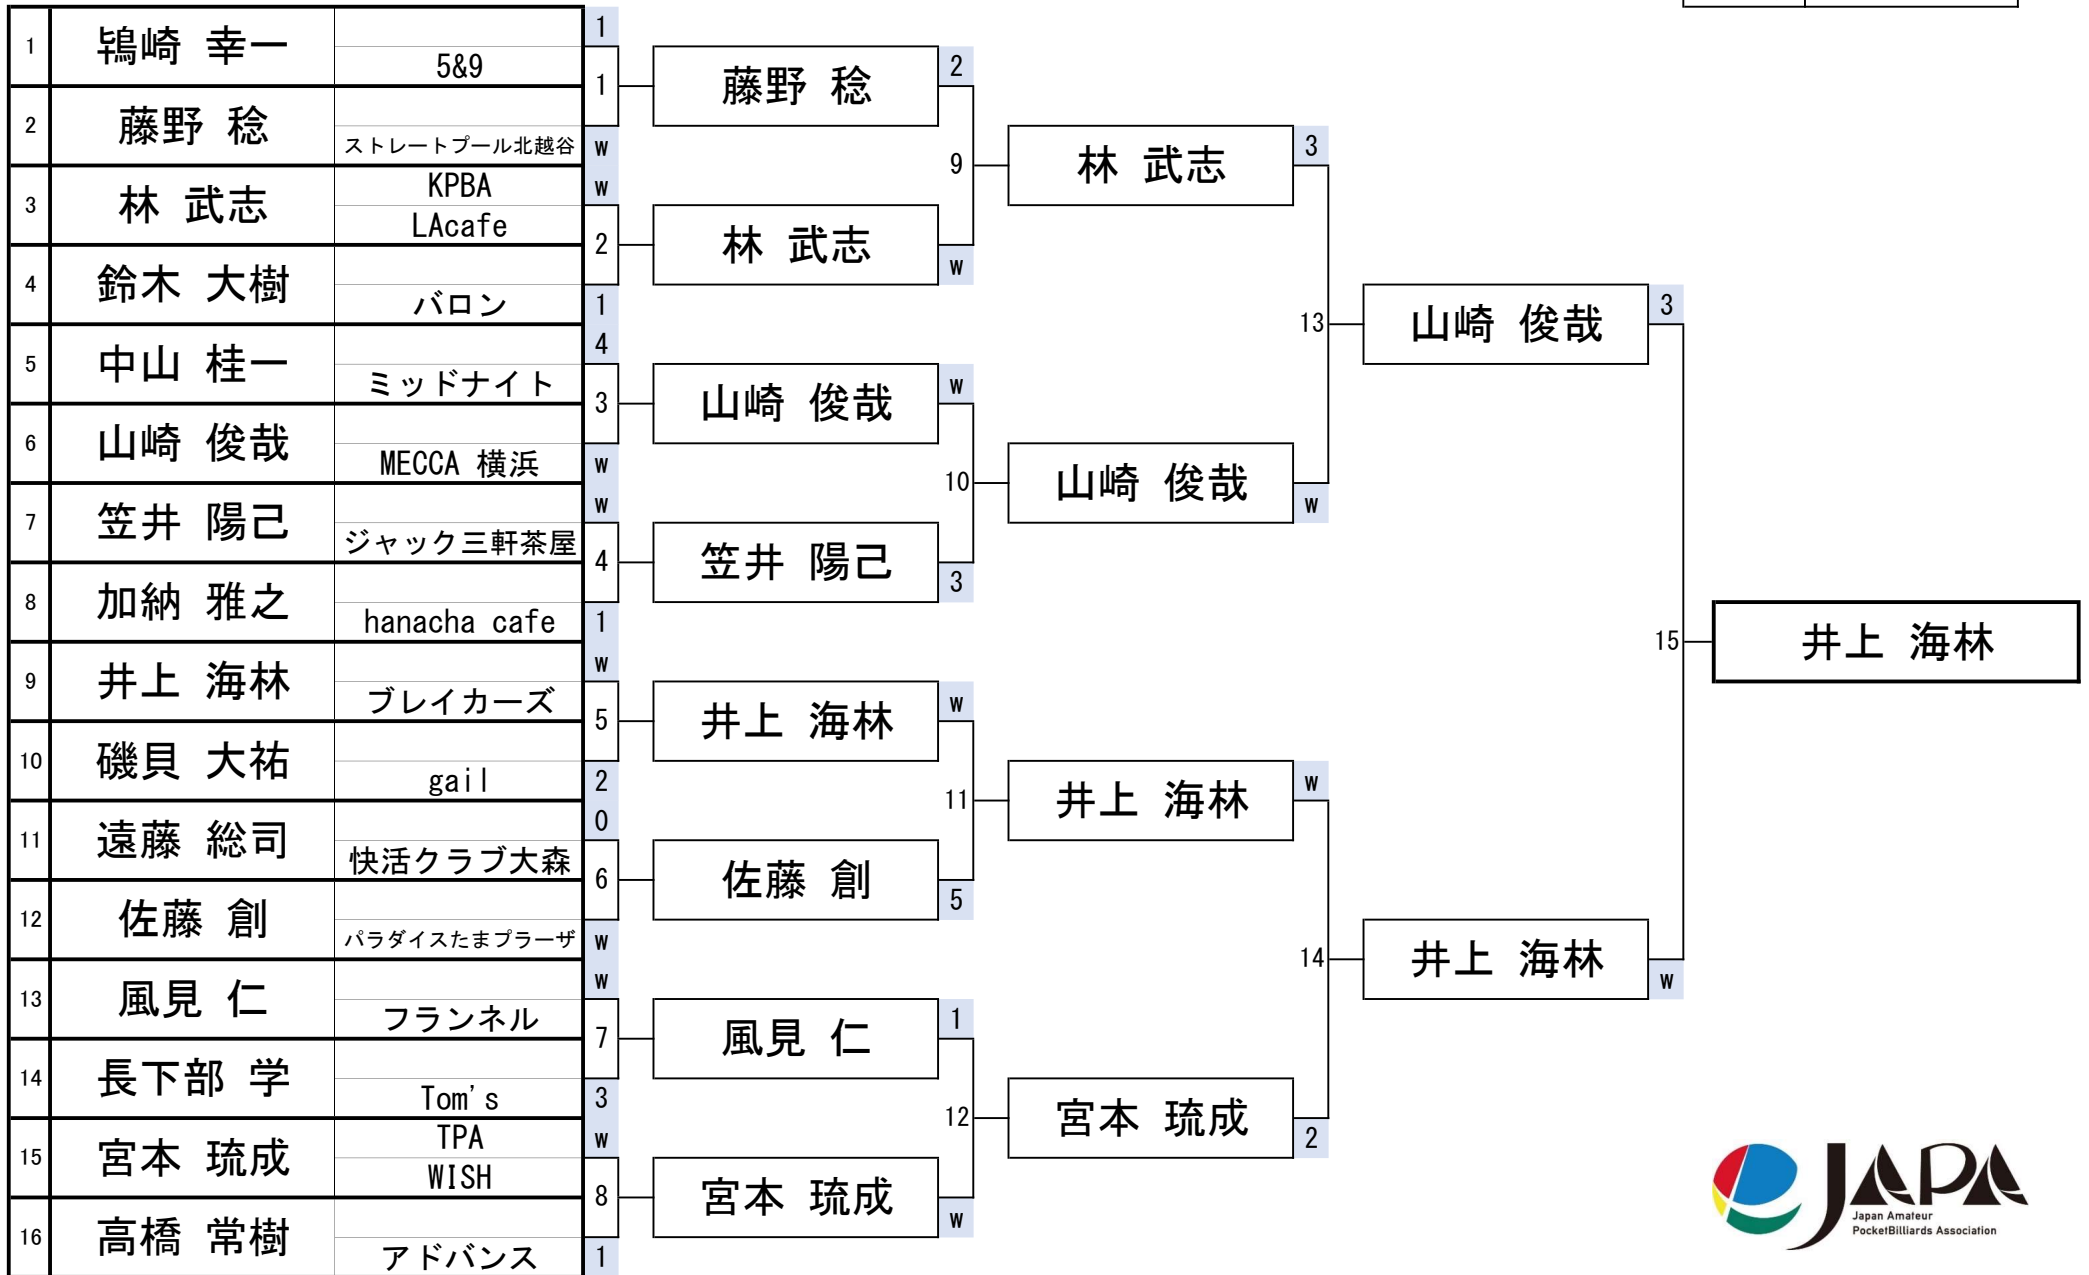 1 鴇崎 幸一 1
5&9
2 藤野 稔
ストレートプール北越谷 W
3 林 武志 KPBA W
LAcafe
4 鈴木 大樹
バロン 1
5 中山 桂一 4
ミッドナイト
6 山崎 俊哉
MECCA 横浜 W
7 笠井 陽己 W
ジャック三軒茶屋
8 加納 雅之
hanacha cafe 1
9 井上 海林 W
ブレイカーズ
10 磯貝 大祐
gail 2
11 遠藤 総司 0
快活クラブ大森
12 佐藤 創
パラダイスたまプラーザ W
13 風見 仁 W
フランネル
14 長下部 学
Tom's 3
15 宮本 琉成 TPA W
WISH
16 高橋 常樹
アドバンス 1
1 藤野 稔 2
2 林 武志 W
3 山崎 俊哉 W
4 笠井 陽己 3
5 井上 海林 W
6 佐藤 創 5
7 風見 仁 1
8 宮本 琉成 W
9 林 武志 3
10 山崎 俊哉 W
11 井上 海林 W
12 宮本 琉成 2
13 山崎 俊哉 3
14 井上 海林 W
15 井上 海林
JAPA
Japan Amateur
PocketBilliards Association